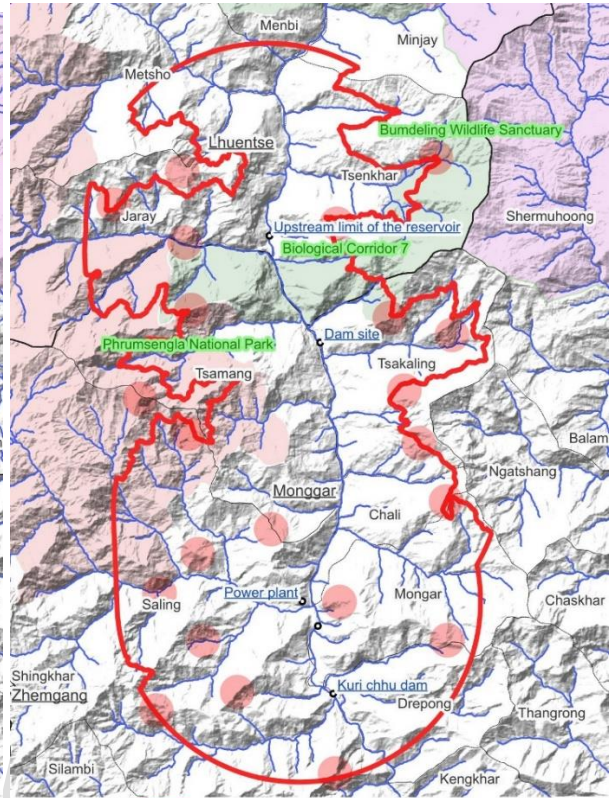 Menbi
Minjay
Metsho
Bumdeling Wildlife Sanctuary
Lhuentse
Tsenkhar
Jaray
Shermuhoong
Upstream limit of the reservoir
Biological Corridor 7
Dam site
Phrumsengla National Park
Tsakaling
Tsamang
Balam
Ngatshang
Monggar
Chali
Power plant
Mongar
Chaskhar
Saling
Shingkhar
Zhemgang
Kuri chhu dam
Drepong
Thangrong
Silambi
Kengkhar